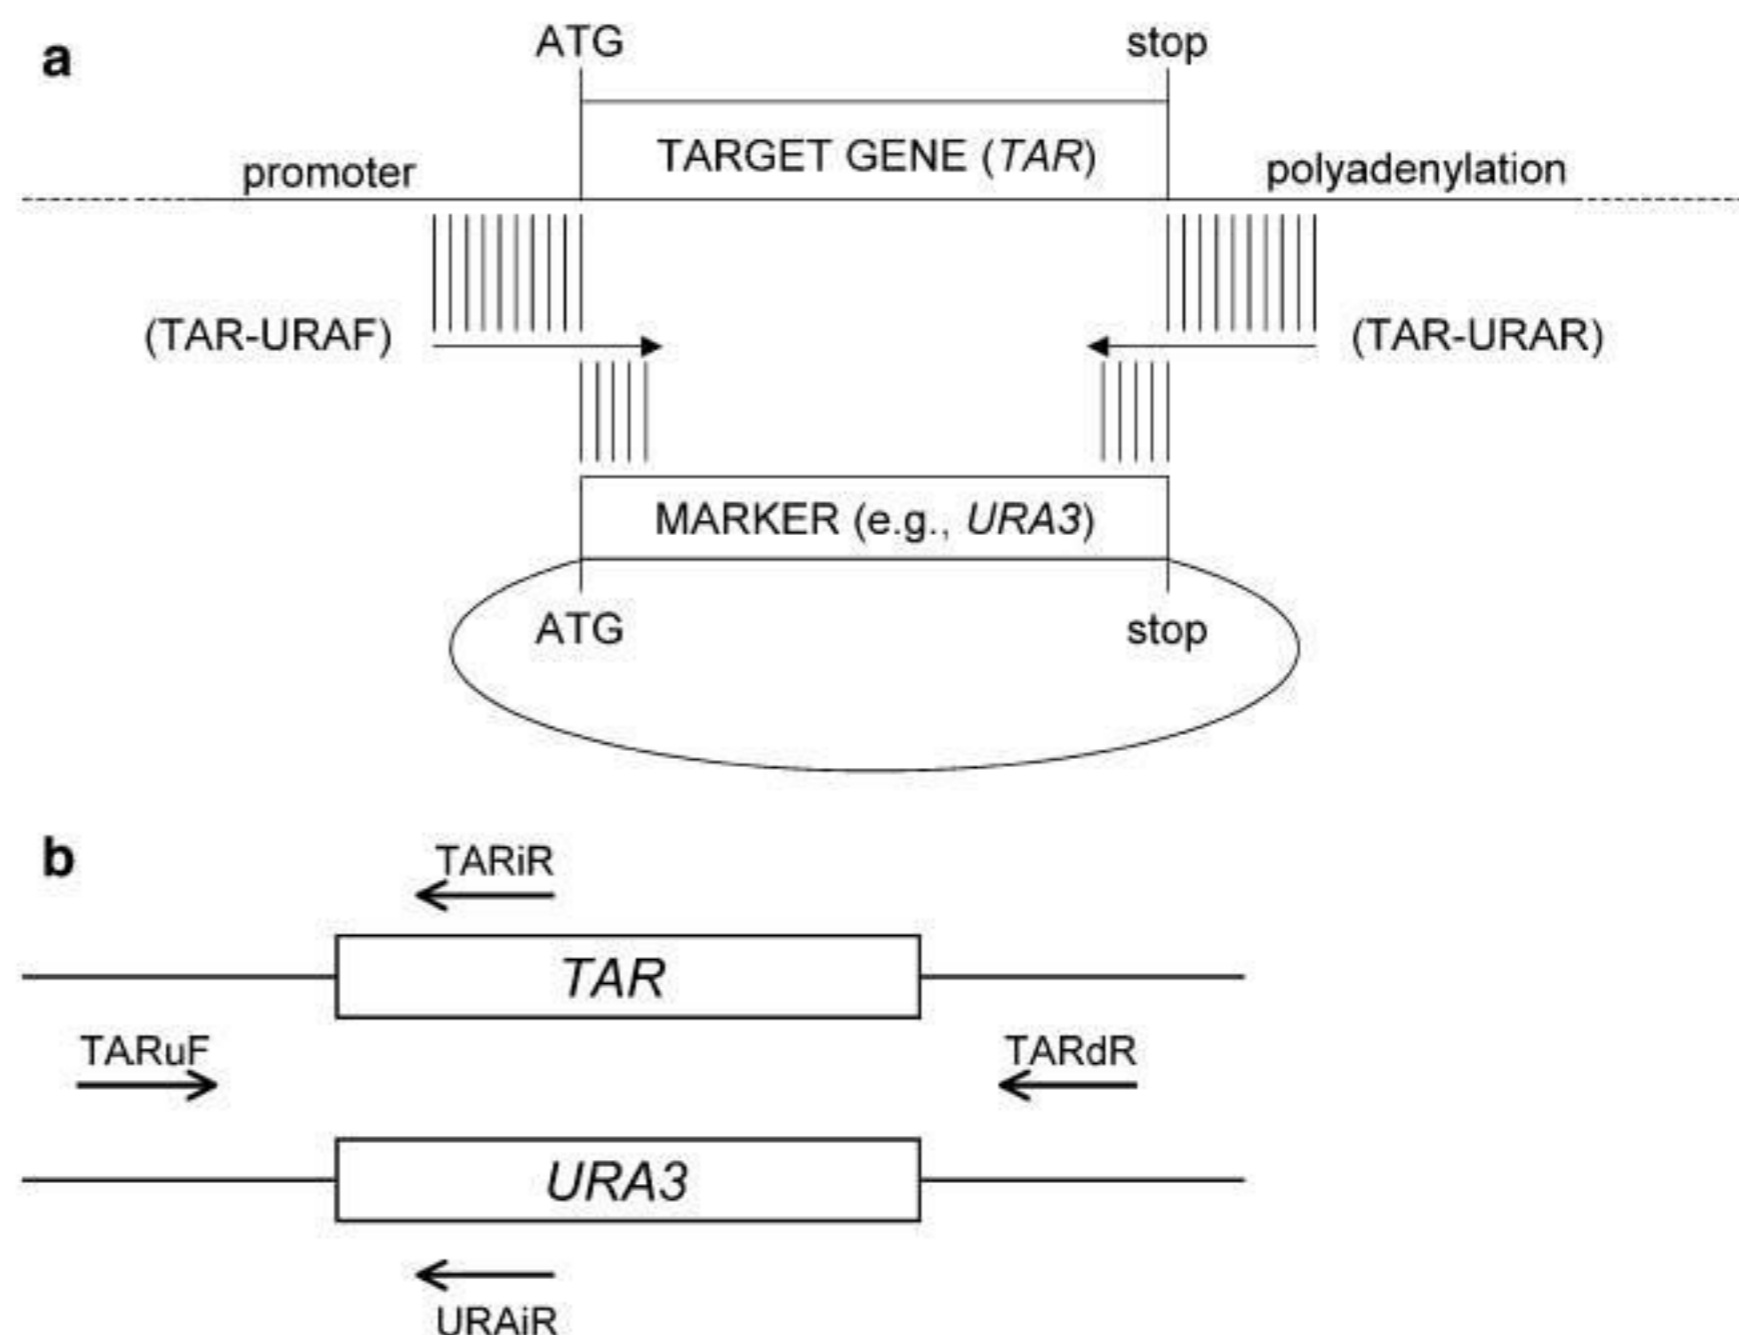 a
ATG stop
TARGET GENE (TAR)
promoter polyadenylation
(TAR-URAF) (TAR-URAR)
MARKER (e.g., URA3)
ATG stop
b
TARiR
TAR
TARuF TARdR
URA3
URAiR